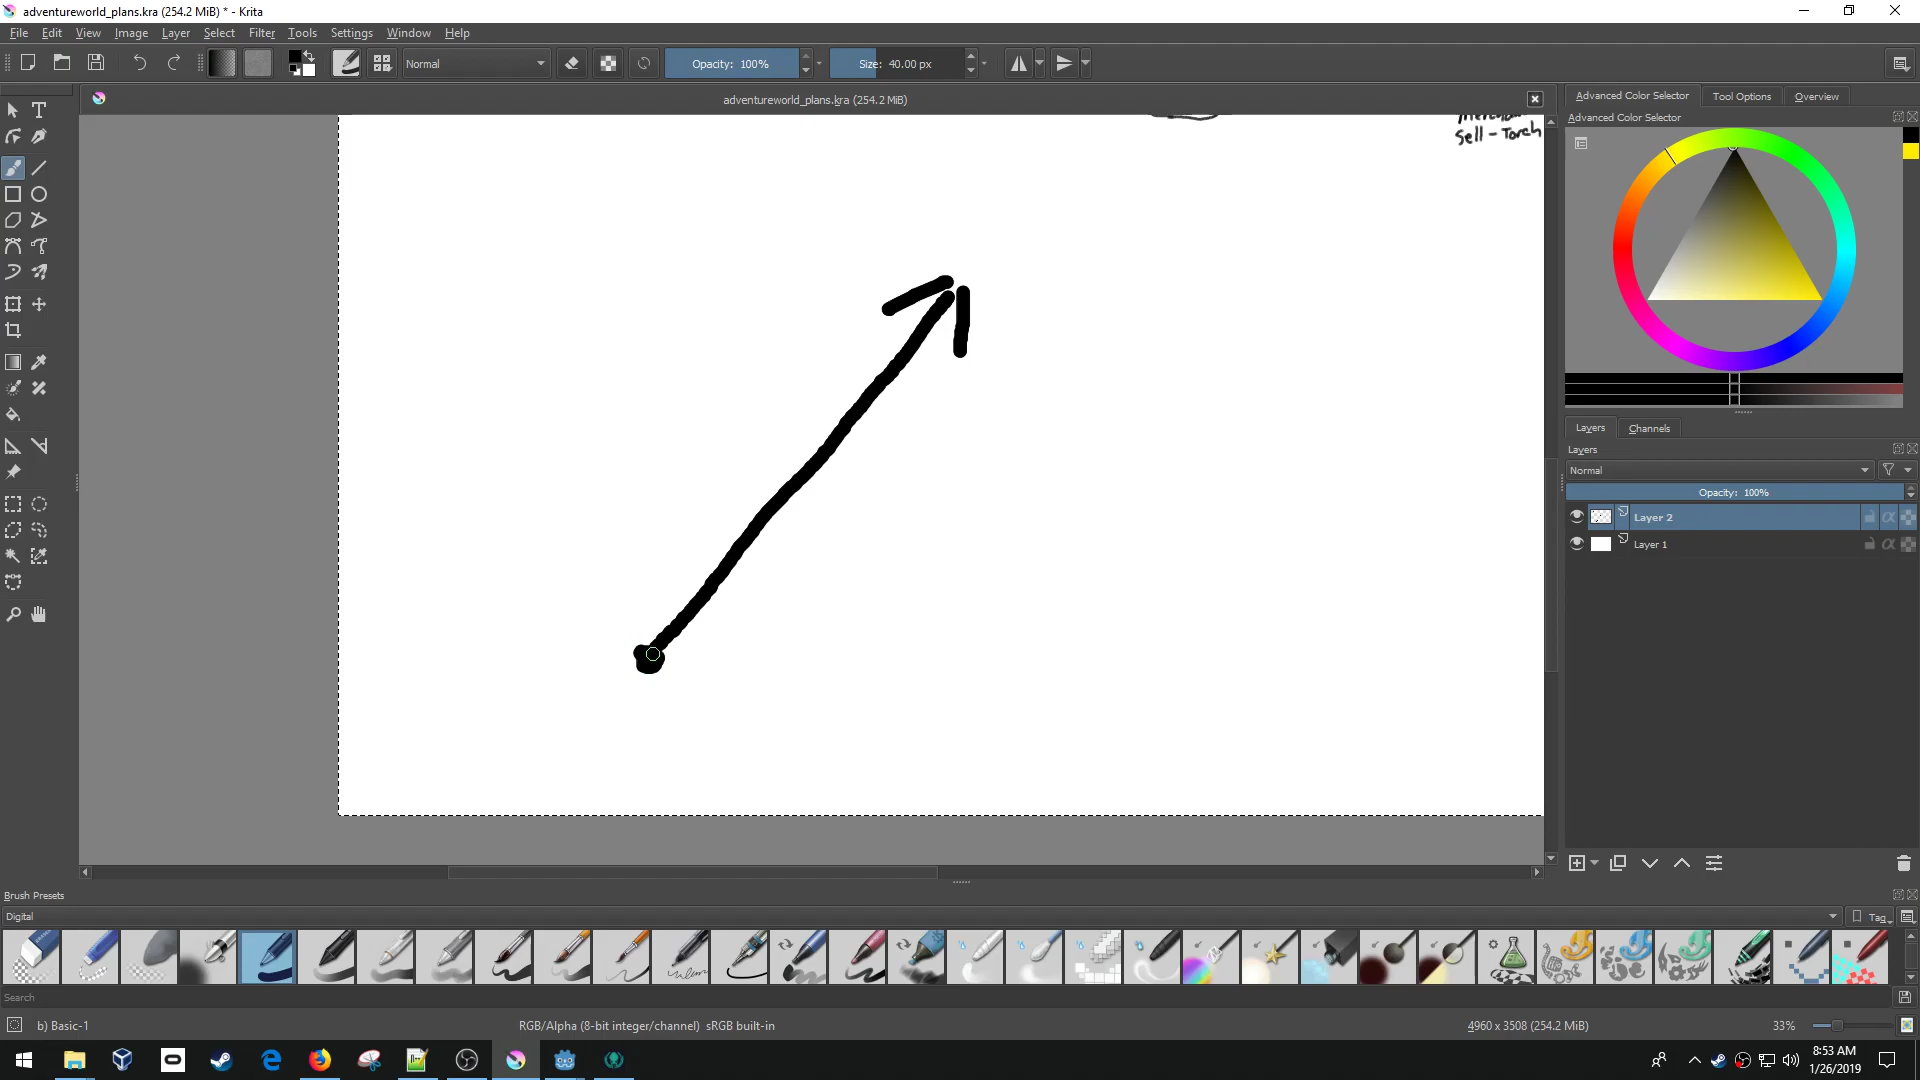 adventureworld_plans.kra (254.2 MiB) * - Krita
File Edit View Image Layer Select Filter Tools Settings Window Help
Normal Opacity: 100% Size: 40.00 px
adventureworld_plans.kra (254.2 MiB)
Advanced Color Selector Tool Options Overview
Advanced Color Selector
Sell - Torch
Layers Channels
Layers
Normal
Opacity: 100%
Layer 2
Layer 1
Brush Presets
Digital
Tag
Search
b) Basic-1 RGB/Alpha (8-bit integer/channel) sRGB built-in 4960 x 3508 (254.2 MiB) 33%
8:53 AM
1/26/2019